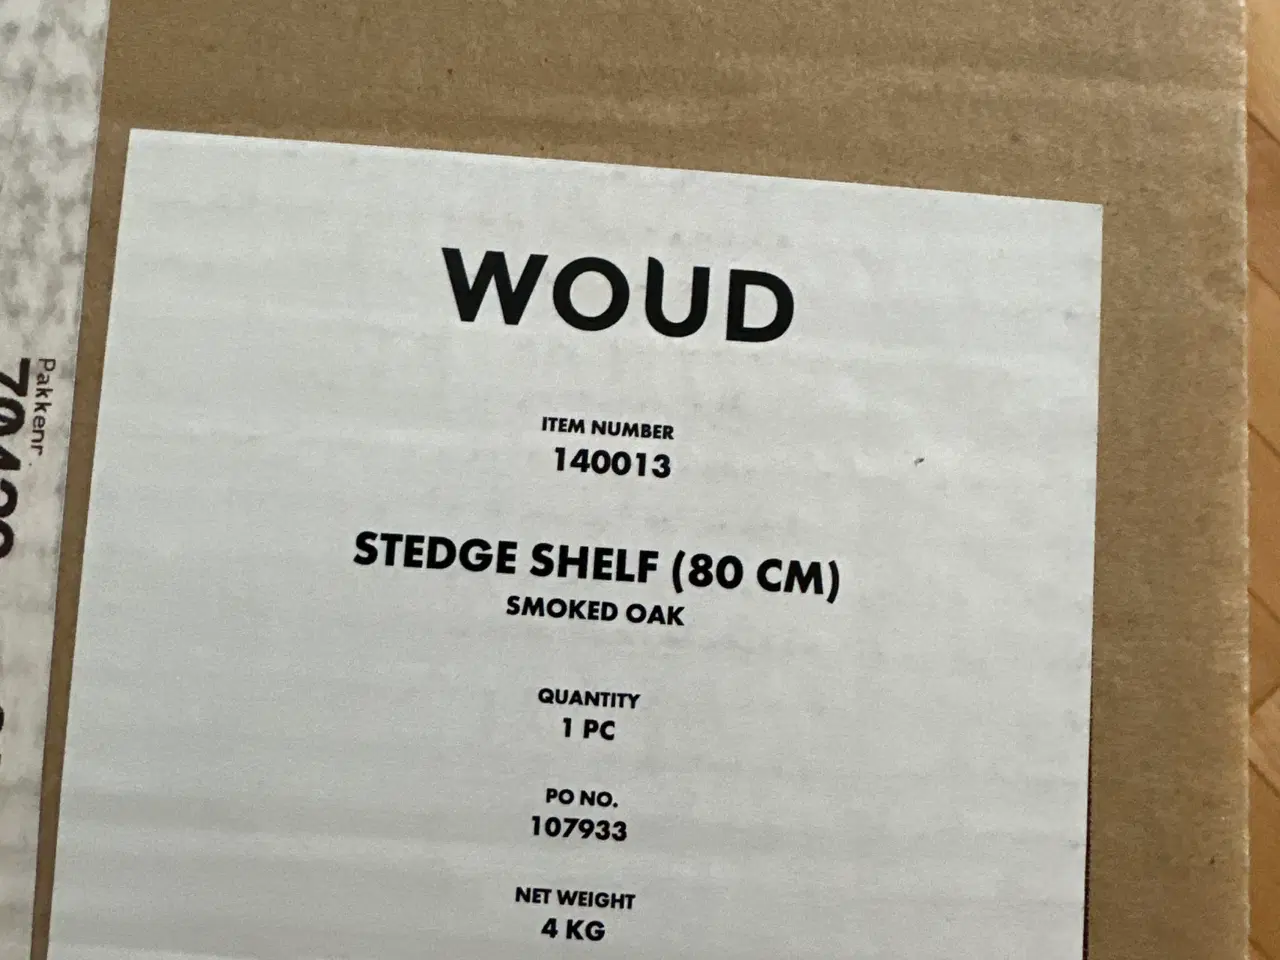 WOUD
ITEM NUMBER
140013
STEDGE SHELF (80 CM)
SMOKED OAK
QUANTITY
1 PC
PO NO.
107933
NET WEIGHT
4 KG
Pakkenr.